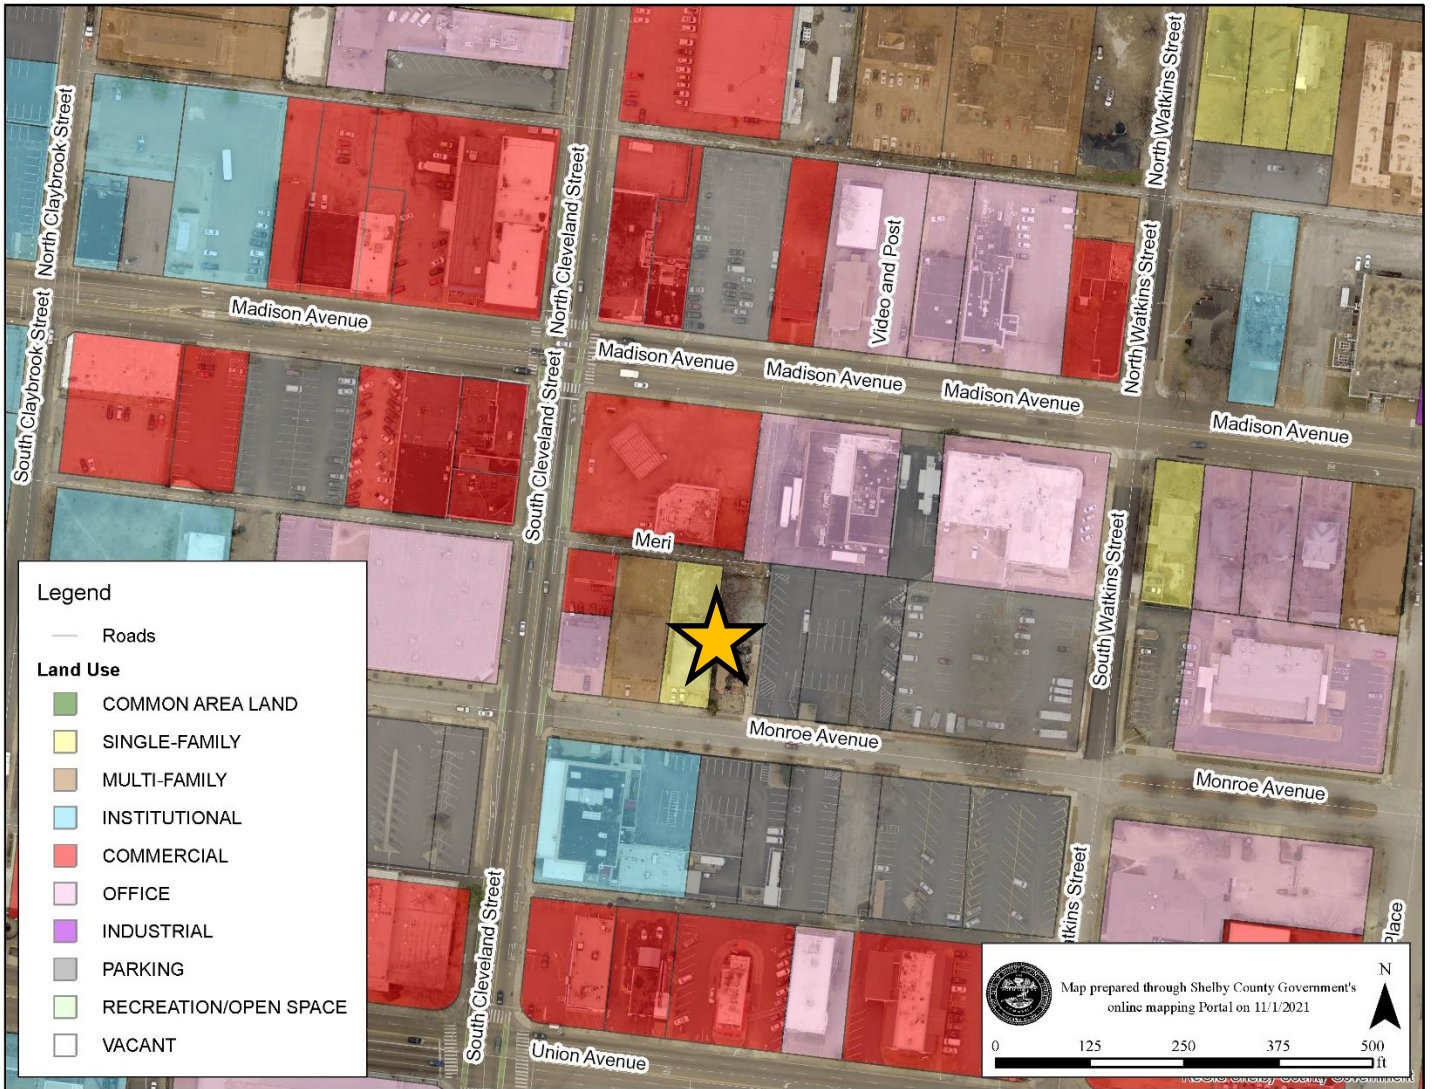 North Claybrook Street
North Cleveland Street
North Watkins Street
North Watkins Street
Video and Post
Madison Avenue
Madison Avenue
Madison Avenue
Madison Avenue
Madison Avenue
South Claybrook Street
South Cleveland Street
Meri
South Watkins Street
Monroe Avenue
Monroe Avenue
South Cleveland Street
atkins Street
Place
Union Avenue
Legend
Roads
Land Use
COMMON AREA LAND
SINGLE-FAMILY
MULTI-FAMILY
INSTITUTIONAL
COMMERCIAL
OFFICE
INDUSTRIAL
PARKING
RECREATION/OPEN SPACE
VACANT
Map prepared through Shelby County Government's
online mapping Portal on 11/1/2021
N
0 125 250 375 500
ft